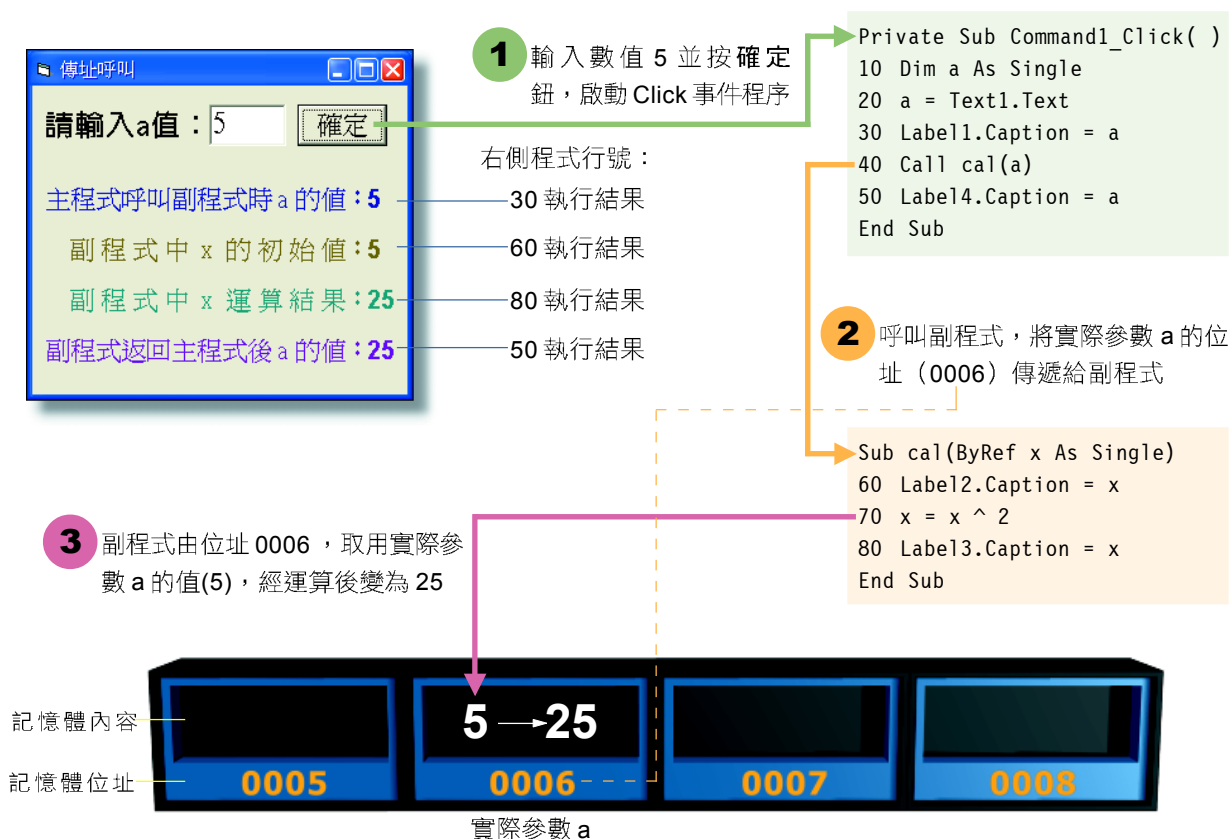 傳址呼叫
請輸入a值：5 確定
主程式呼叫副程式時a的值：5
副程式中 x 的初始值：5
副程式中 x 運算結果：25
副程式返回主程式後a的值：25
1 輸入數值 5 並按確定
鈕，啟動 Click 事件程序
右側程式行號：
30 執行結果
60 執行結果
80 執行結果
50 執行結果
Private Sub Command1_Click( )
10 Dim a As Single
20 a = Text1.Text
30 Label1.Caption = a
40 Call cal(a)
50 Label4.Caption = a
End Sub
2 呼叫副程式，將實際參數 a 的位
址（0006）傳遞給副程式
Sub cal(ByRef x As Single)
60 Label2.Caption = x
70 x = x ^ 2
80 Label3.Caption = x
End Sub
3 副程式由位址 0006 ，取用實際參
數 a 的值(5)，經運算後變為 25
記憶體內容
5 → 25
記憶體位址
0005 0006 0007 0008
實際參數 a